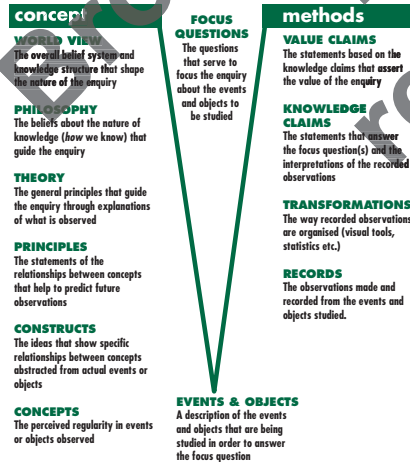 concept
WORLD VIEW
The overall belief system and
knowledge structure that shape
the nature of the enquiry
PHILOSOPHY
The beliefs about the nature of
knowledge (how we know) that
guide the enquiry
THEORY
The general principles that guide
the enquiry through explanations
of what is observed
PRINCIPLES
The statements of the
relationships between concepts
that help to predict future
observations
CONSTRUCTS
The ideas that show specific
relationships between concepts
abstracted from actual events or
objects
CONCEPTS
The perceived regularity in events
or objects observed
FOCUS
QUESTIONS
The questions
that serve to
focus the enquiry
about the events
and objects to
be studied
EVENTS & OBJECTS
A description of the events
and objects that are being
studied in order to answer
the focus question
methods
VALUE CLAIMS
The statements based on the
knowledge claims that assert
the value of the enquiry
KNOWLEDGE
CLAIMS
The statements that answer
the focus question(s) and the
interpretations of the recorded
observations
TRANSFORMATIONS
The way recorded observations
are organised (visual tools,
statistics etc.)
RECORDS
The observations made and
recorded from the events and
objects studied.